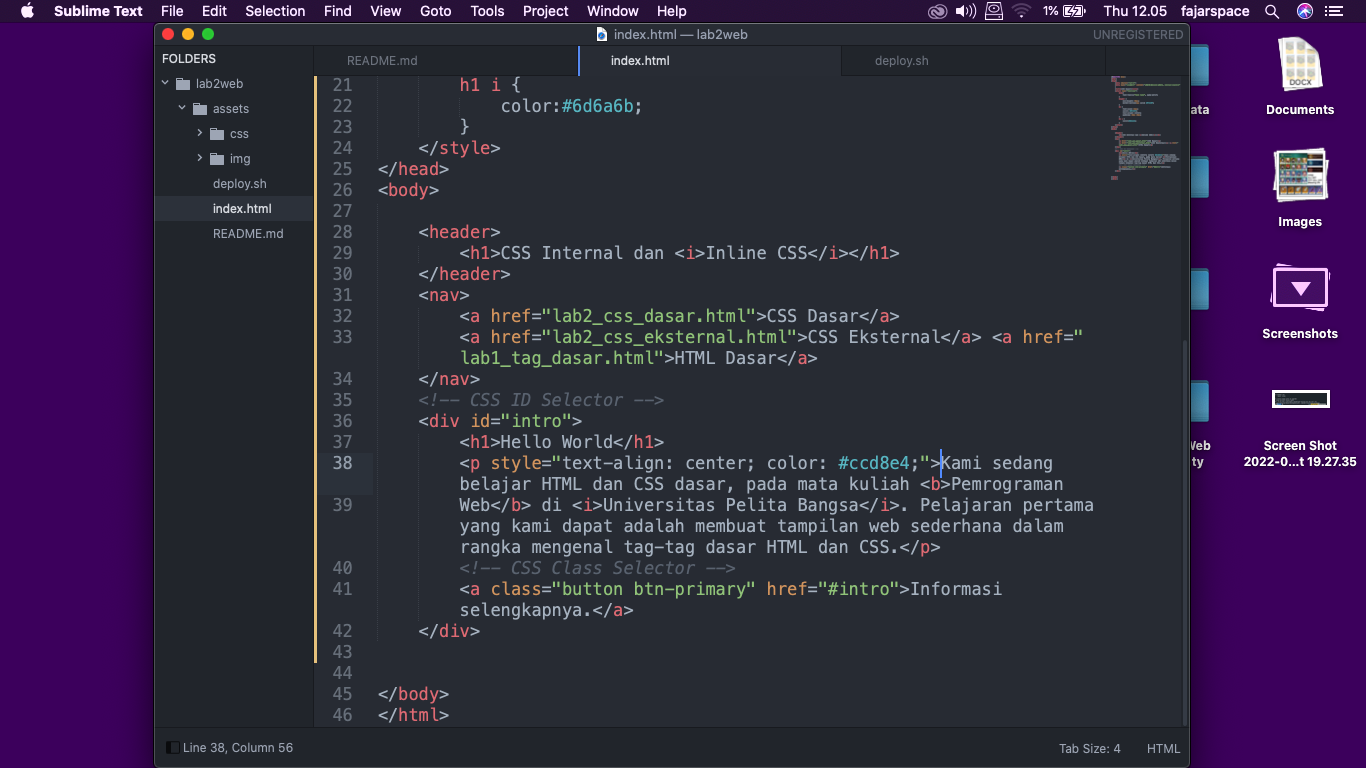 Sublime Text File Edit Selection Find View Goto Tools Project Window Help 1% Thu 12.05 fajarspace
index.html — lab2web UNREGISTERED
FOLDERS
lab2web
assets
css
img
deploy.sh
index.html
README.md
README.md index.html deploy.sh
21 h1 i {
22 color:#6d6a6b;
23 }
24 </style>
25 </head>
26 <body>
27
28 <header>
29 <h1>CSS Internal dan <i>Inline CSS</i></h1>
30 </header>
31 <nav>
32 <a href="lab2_css_dasar.html">CSS Dasar</a>
33 <a href="lab2_css_eksternal.html">CSS Eksternal</a> <a href="
lab1_tag_dasar.html">HTML Dasar</a>
34 </nav>
35 <!-- CSS ID Selector -->
36 <div id="intro">
37 <h1>Hello World</h1>
38 <p style="text-align: center; color: #ccd8e4;">Kami sedang
belajar HTML dan CSS dasar, pada mata kuliah <b>Pemrograman
39 Web</b> di <i>Universitas Pelita Bangsa</i>. Pelajaran pertama
yang kami dapat adalah membuat tampilan web sederhana dalam
rangka mengenal tag-tag dasar HTML dan CSS.</p>
40 <!-- CSS Class Selector -->
41 <a class="button btn-primary" href="#intro">Informasi
selengkapnya.</a>
42 </div>
43
44
45 </body>
46 </html>
Line 38, Column 56 Tab Size: 4 HTML
ata
Web
ty
Documents
Images
Screenshots
Screen Shot
2022-0...t 19.27.35
DOCX